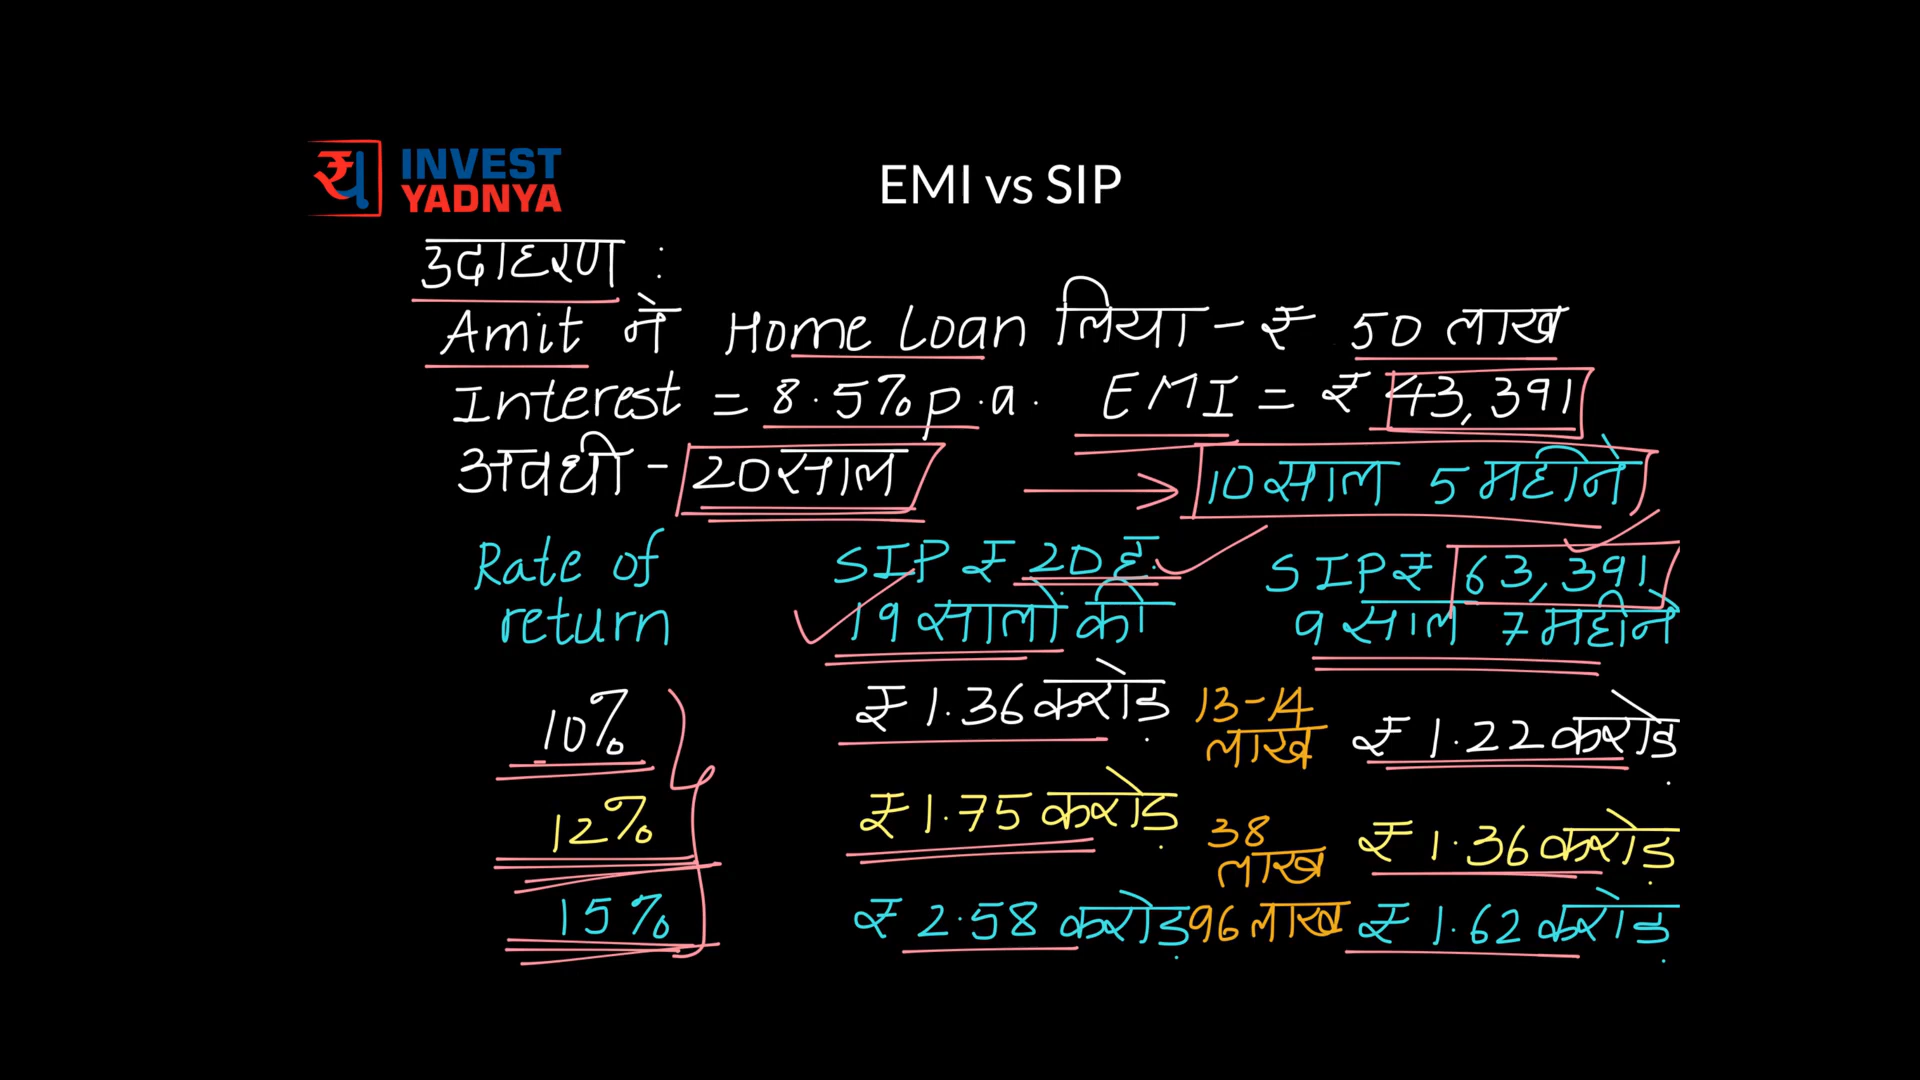 INVEST
YADNYA
EMI vs SIP
उदाहरण :
Amit ने Home Loan लिया - ₹ 50 लाख
Interest = 8.5% p.a. EMI = ₹ 43,391
अवधी - 20 साल → 10 साल 5 महीने
Rate of return
SIP ₹ 20 ह. 19 सालों की
SIP ₹ 63,391 9 साल 7 महीने
10% ₹ 1.36 करोड़ 13-14 लाख ₹ 1.22 करोड़
12% ₹ 1.75 करोड़ 38 लाख ₹ 1.36 करोड़
15% ₹ 2.58 करोड़ 96 लाख ₹ 1.62 करोड़